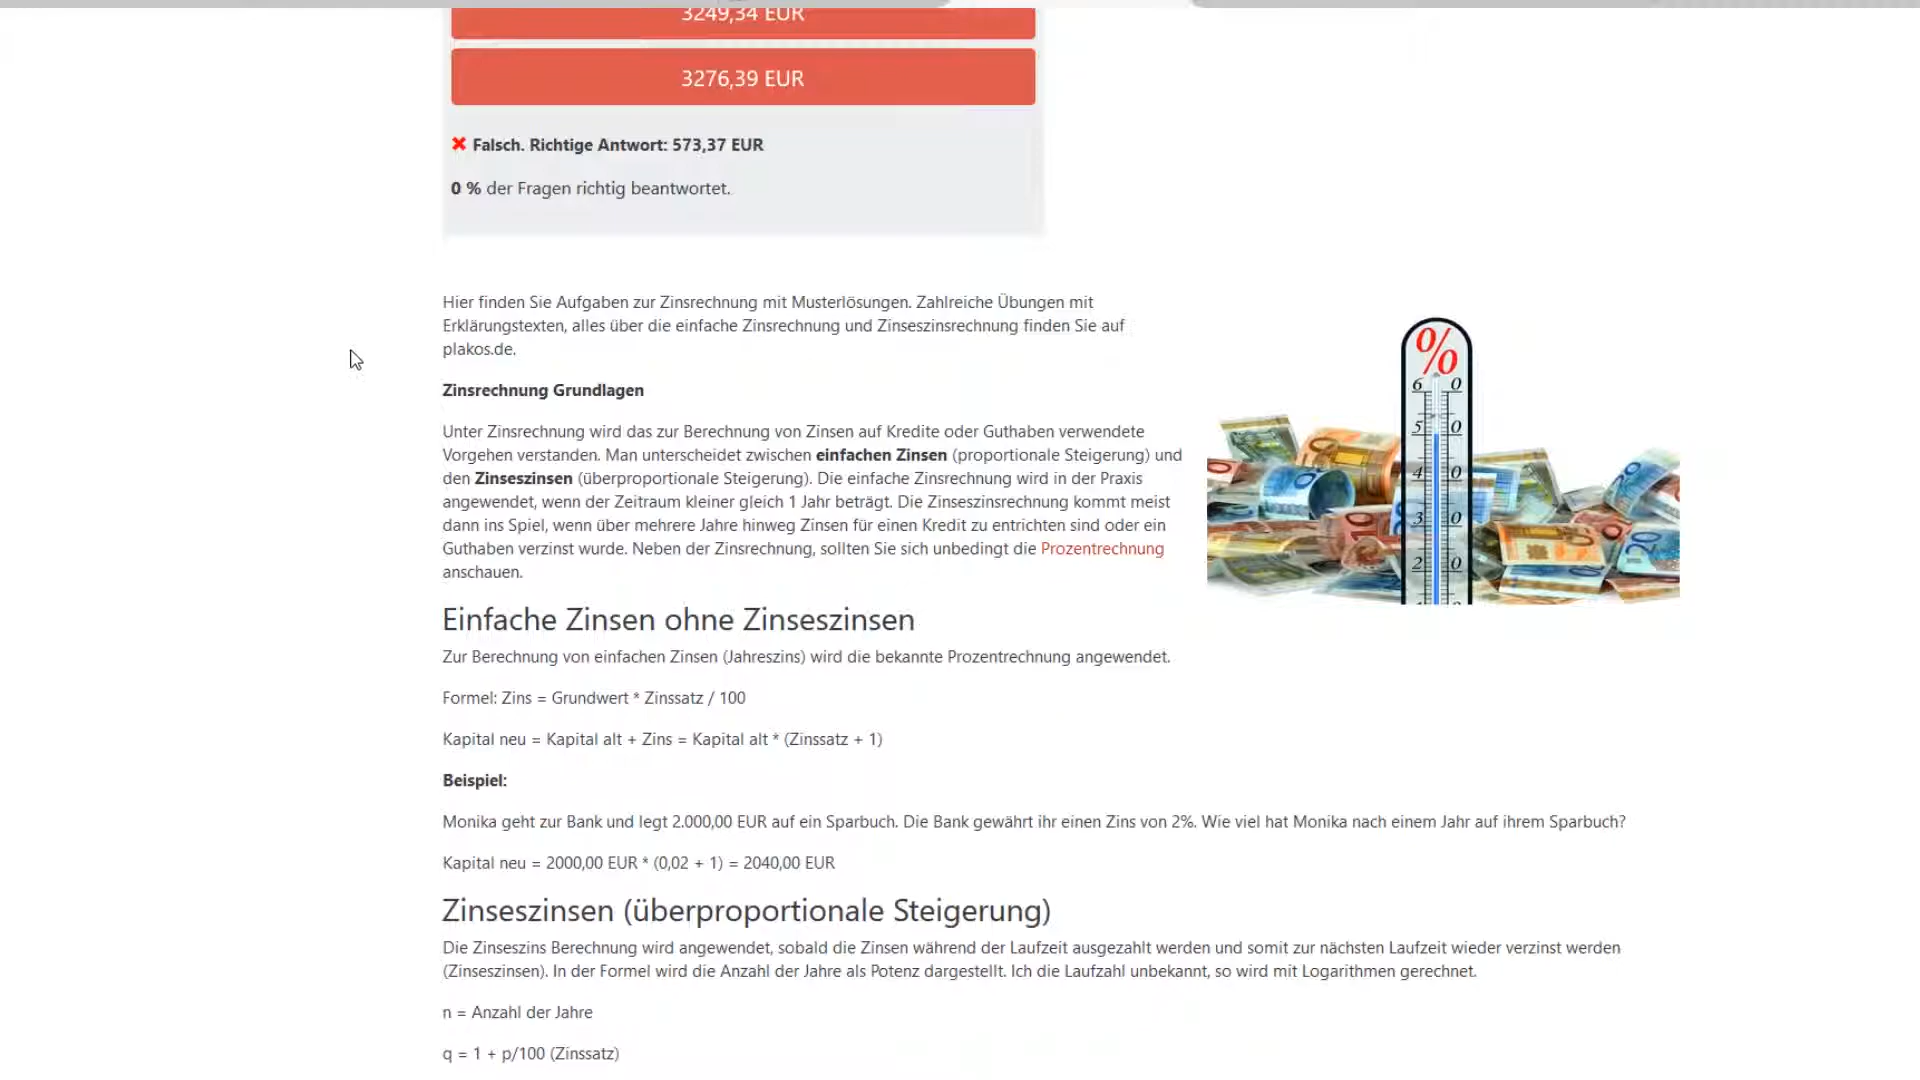 3249,34 EUR
3276,39 EUR
✖ Falsch. Richtige Antwort: 573,37 EUR
0 % der Fragen richtig beantwortet.
Hier finden Sie Aufgaben zur Zinsrechnung mit Musterlösungen. Zahlreiche Übungen mit
Erklärungstexten, alles über die einfache Zinsrechnung und Zinseszinsrechnung finden Sie auf
plakos.de.
Zinsrechnung Grundlagen
Unter Zinsrechnung wird das zur Berechnung von Zinsen auf Kredite oder Guthaben verwendete
Vorgehen verstanden. Man unterscheidet zwischen einfachen Zinsen (proportionale Steigerung) und
den Zinseszinsen (überproportionale Steigerung). Die einfache Zinsrechnung wird in der Praxis
angewendet, wenn der Zeitraum kleiner gleich 1 Jahr beträgt. Die Zinseszinsrechnung kommt meist
dann ins Spiel, wenn über mehrere Jahre hinweg Zinsen für einen Kredit zu entrichten sind oder ein
Guthaben verzinst wurde. Neben der Zinsrechnung, sollten Sie sich unbedingt die Prozentrechnung
anschauen.
%
6 0
5 0
4 0
3 0
2 0
10
20
Einfache Zinsen ohne Zinseszinsen
Zur Berechnung von einfachen Zinsen (Jahreszins) wird die bekannte Prozentrechnung angewendet.
Formel: Zins = Grundwert * Zinssatz / 100
Kapital neu = Kapital alt + Zins = Kapital alt * (Zinssatz + 1)
Beispiel:
Monika geht zur Bank und legt 2.000,00 EUR auf ein Sparbuch. Die Bank gewährt ihr einen Zins von 2%. Wie viel hat Monika nach einem Jahr auf ihrem Sparbuch?
Kapital neu = 2000,00 EUR * (0,02 + 1) = 2040,00 EUR
Zinseszinsen (überproportionale Steigerung)
Die Zinseszins Berechnung wird angewendet, sobald die Zinsen während der Laufzeit ausgezahlt werden und somit zur nächsten Laufzeit wieder verzinst werden
(Zinseszinsen). In der Formel wird die Anzahl der Jahre als Potenz dargestellt. Ich die Laufzahl unbekannt, so wird mit Logarithmen gerechnet.
n = Anzahl der Jahre
q = 1 + p/100 (Zinssatz)